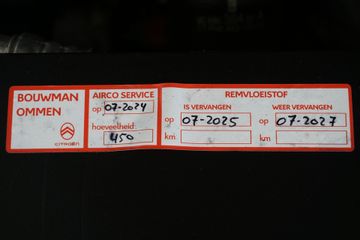 BOUWMAN
OMMEN
CITROËN
AIRCO SERVICE
op 07-2024
hoeveelheid
450
REMVLOEISTOF
IS VERVANGEN
op 07-2025
km
WEER VERVANGEN
op 07-2027
km